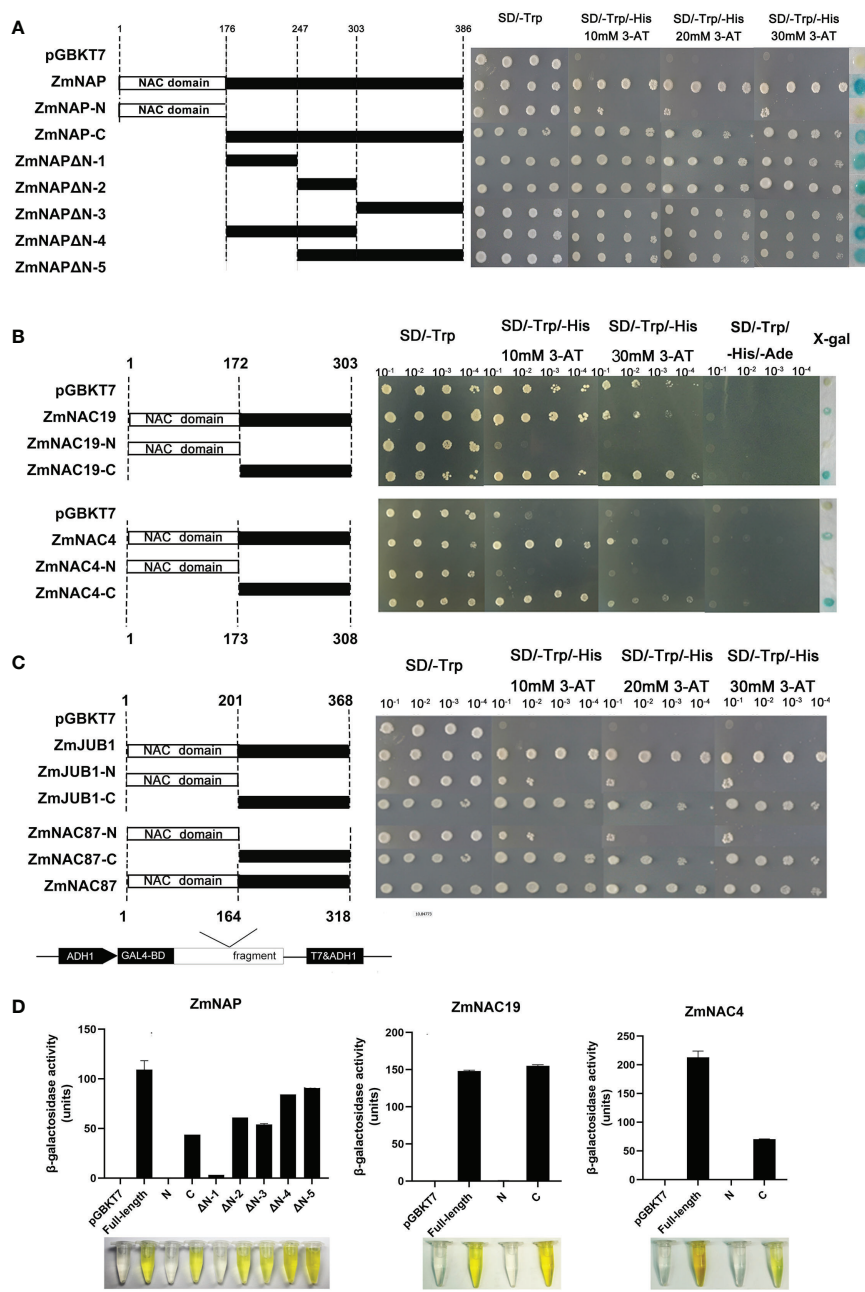 A
1 176 247 303 386
SD/-Trp SD/-Trp/-His SD/-Trp/-His SD/-Trp/-His
10mM 3-AT 20mM 3-AT 30mM 3-AT
pGBKT7
ZmNAP
NAC domain
ZmNAP-N
NAC domain
ZmNAP-C
ZmNAPΔN-1
ZmNAPΔN-2
ZmNAPΔN-3
ZmNAPΔN-4
ZmNAPΔN-5
B
SD/-Trp SD/-Trp/-His SD/-Trp/-His SD/-Trp/ X-gal
10mM 3-AT 30mM 3-AT -His/-Ade
1 172 303
10-1 10-2 10-3 10-4 10-1 10-2 10-3 10-4 10-1 10-2 10-3 10-4 10-1 10-2 10-3 10-4
pGBKT7
ZmNAC19 NAC domain
ZmNAC19-N NAC domain
ZmNAC19-C
pGBKT7
ZmNAC4 NAC domain
ZmNAC4-N NAC domain
ZmNAC4-C
1 173 308
C
SD/-Trp SD/-Trp/-His SD/-Trp/-His SD/-Trp/-His
10mM 3-AT 20mM 3-AT 30mM 3-AT
1 201 368
10-1 10-2 10-3 10-4 10-1 10-2 10-3 10-4 10-1 10-2 10-3 10-4 10-1 10-2 10-3 10-4
pGBKT7
ZmJUB1 NAC domain
ZmJUB1-N NAC domain
ZmJUB1-C
ZmNAC87-N NAC domain
ZmNAC87-C
ZmNAC87 NAC domain
1 164 318
ADH1 GAL4-BD fragment T7&ADH1
D
ZmNAP
β-galactosidase activity
(units)
150
100
50
0
pGBKT7 Full-length N C ΔN-1 ΔN-2 ΔN-3 ΔN-4 ΔN-5
ZmNAC19
β-galactosidase activity
(units)
200
150
100
50
0
pGBKT7 Full-length N C
ZmNAC4
β-galactosidase activity
(units)
250
200
150
100
50
0
pGBKT7 Full-length N C